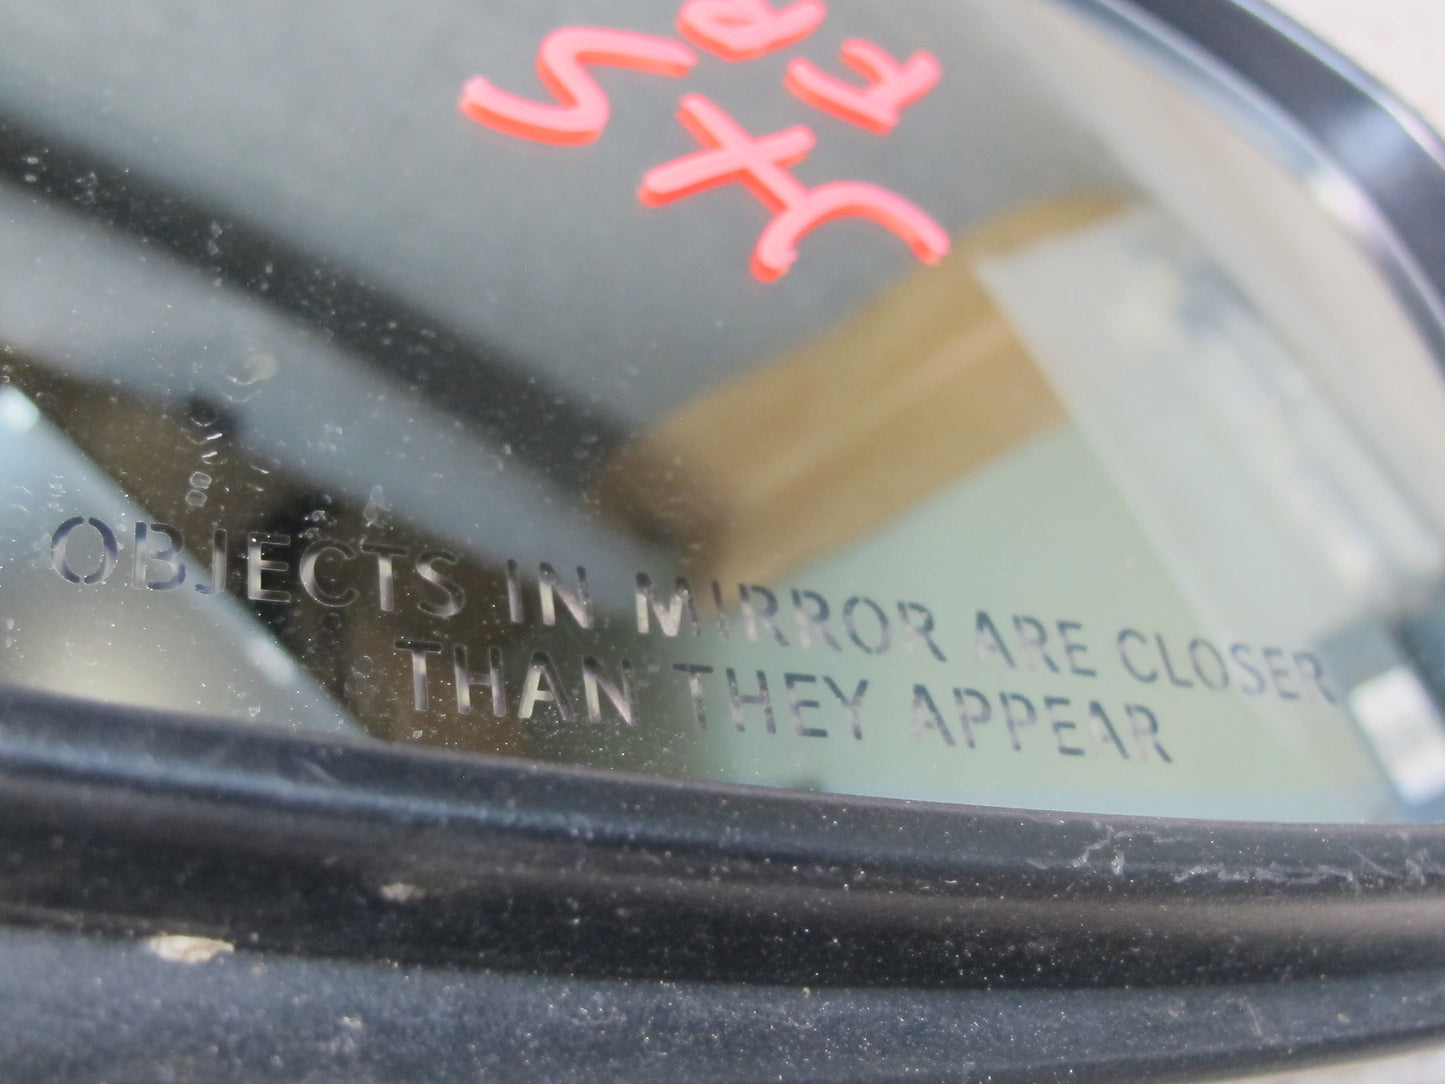 OBJECTS IN MIRROR ARE CLOSER
THAN THEY APPEAR